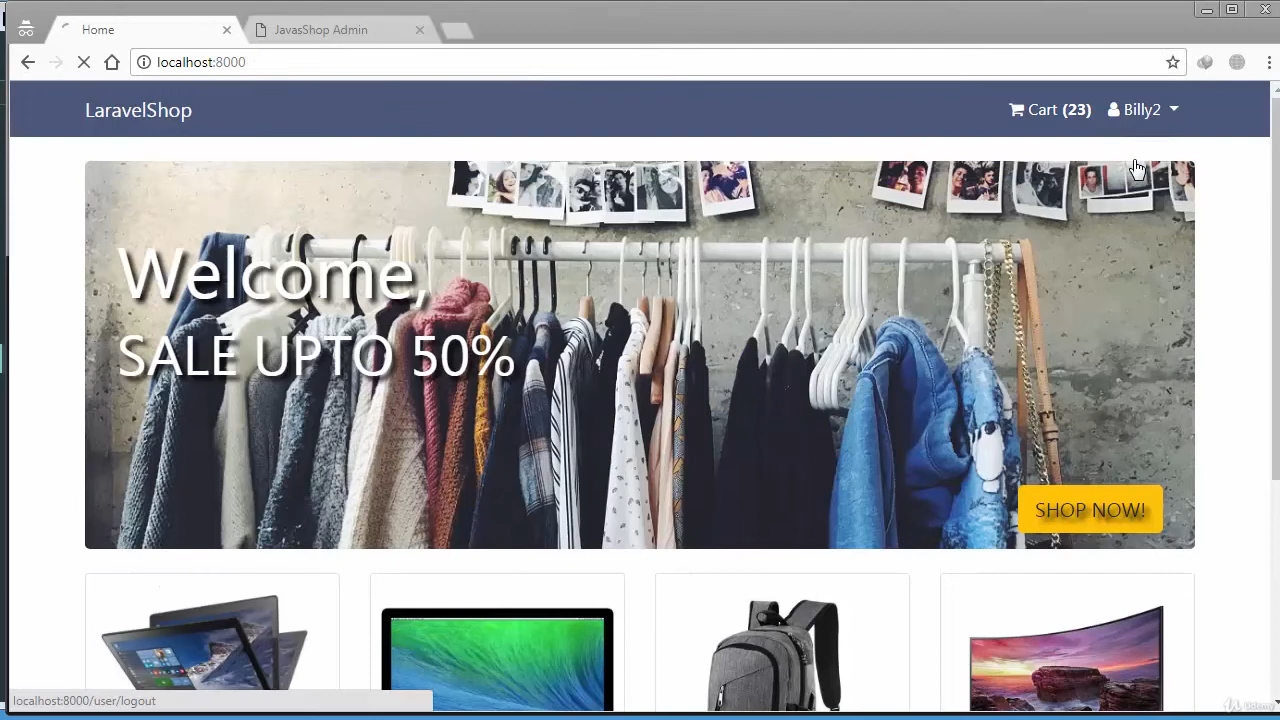 Home
JavasShop Admin
localhost:8000
LaravelShop
Cart (23)
Billy2
Welcome,
SALE UPTO 50%
SHOP NOW!
localhost:8000/user/logout
Udemy